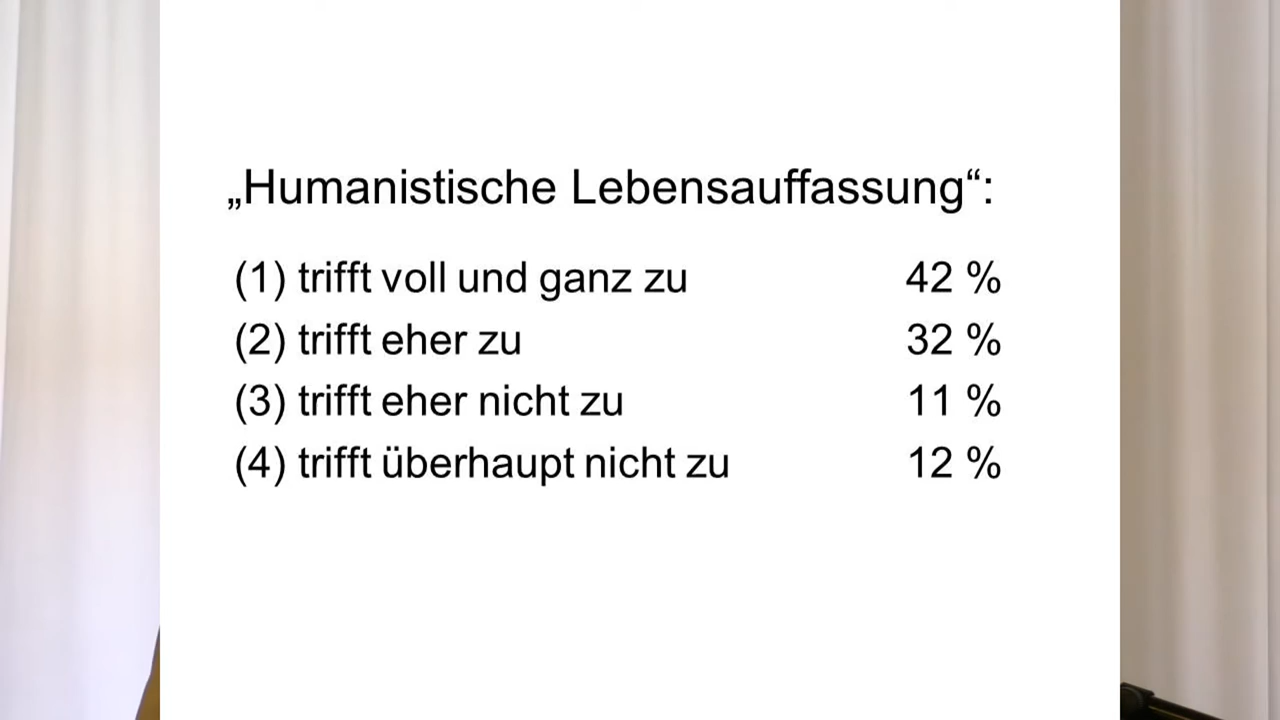 „Humanistische Lebensauffassung“:
(1) trifft voll und ganz zu 42 %
(2) trifft eher zu 32 %
(3) trifft eher nicht zu 11 %
(4) trifft überhaupt nicht zu 12 %